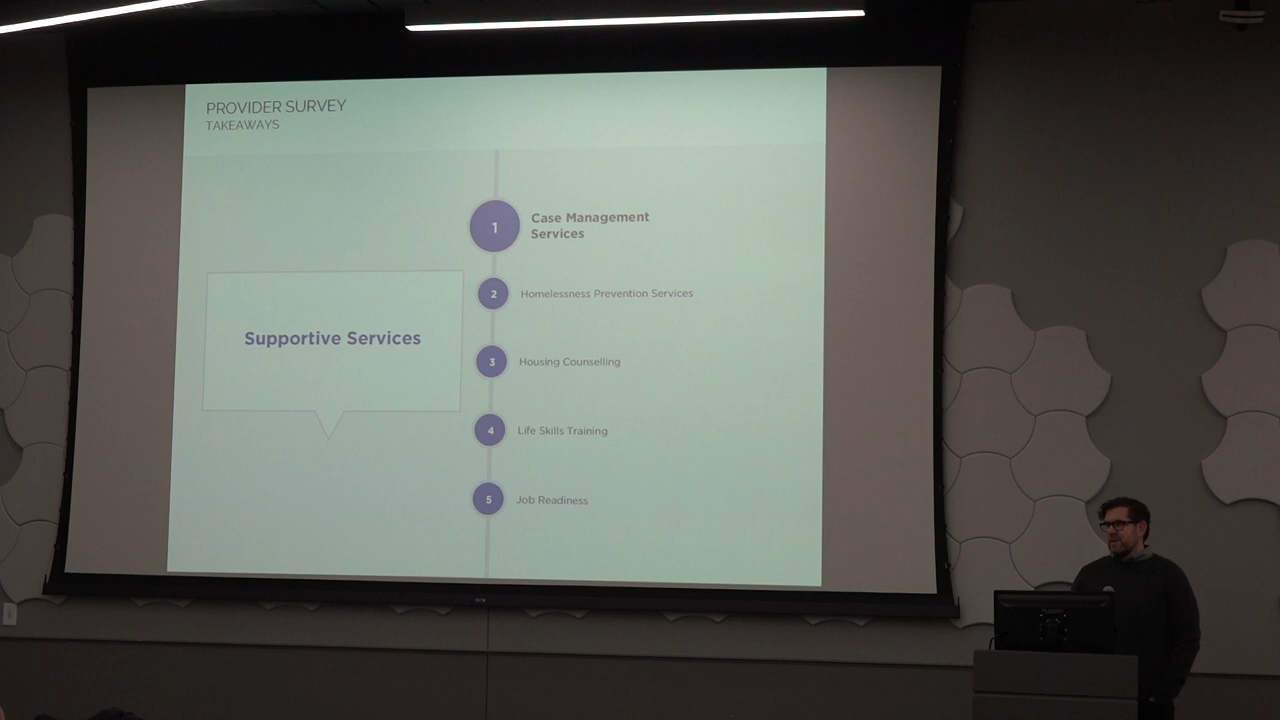 PROVIDER SURVEY
TAKEAWAYS
Supportive Services
1
Case Management
Services
2
Homelessness Prevention Services
3
Housing Counselling
4
Life Skills Training
5
Job Readiness